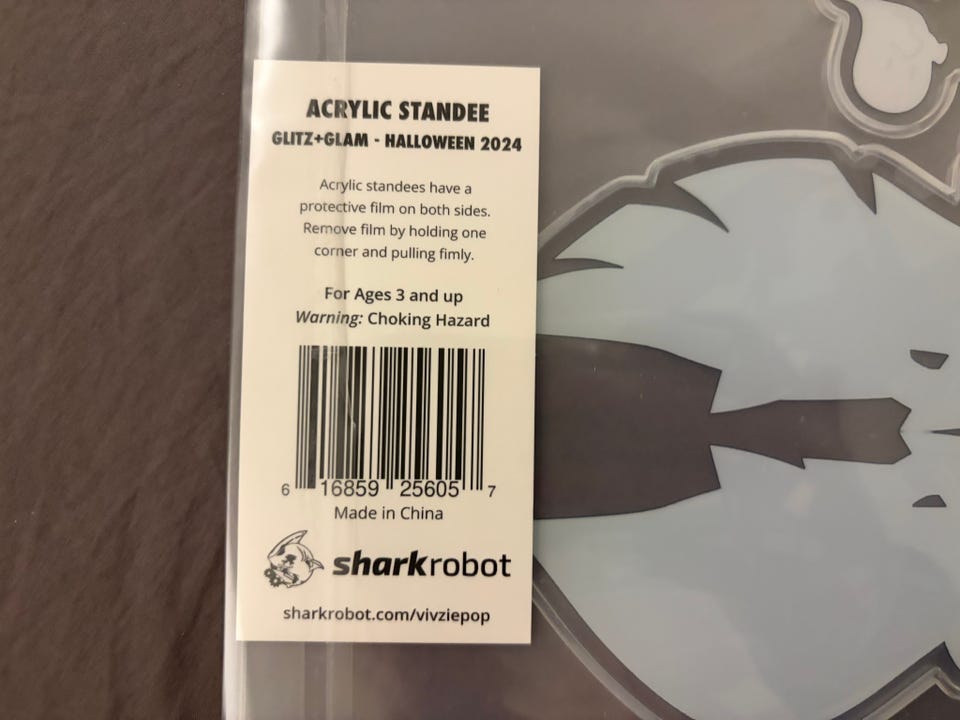 ACRYLIC STANDEE
GLITZ+GLAM - HALLOWEEN 2024
Acrylic standees have a
protective film on both sides.
Remove film by holding one
corner and pulling fimly.
For Ages 3 and up
Warning: Choking Hazard
6 16859 25605 7
Made in China
sharkrobot
sharkrobot.com/vivziepop